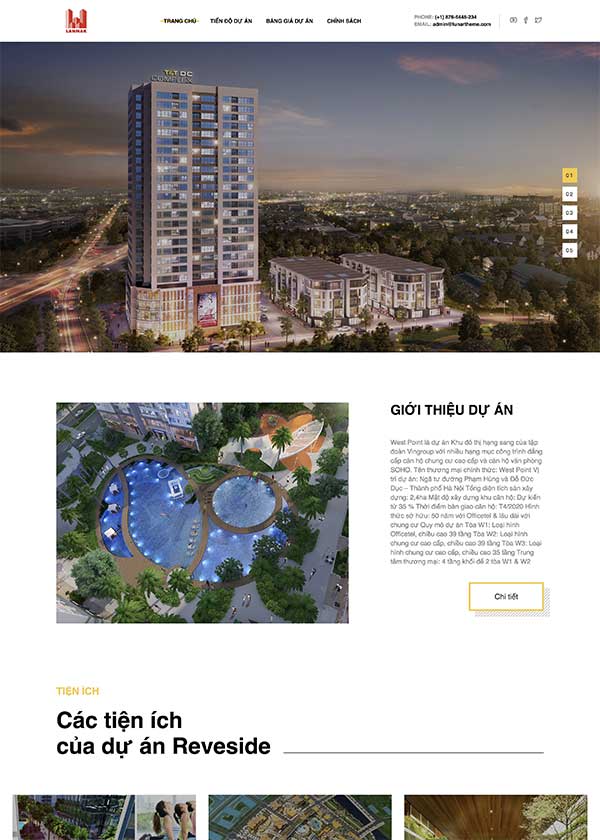 LANMAK
TRANG CHỦ TIẾN ĐỘ DỰ ÁN BẢNG GIÁ DỰ ÁN CHÍNH SÁCH
PHONE: (+1) 878-5445-234
EMAIL: admin@lunartheme.com
T&T DC
COMPLEX
01
02
03
04
05
GIỚI THIỆU DỰ ÁN
West Point là dự án Khu đô thị hạng sang của tập
đoàn Vingroup với nhiều hạng mục công trình đẳng
cấp căn hộ chung cư cao cấp và căn hộ văn phòng
SOHO. Tên thương mại chính thức: West Point Vị
trí dự án: Ngã tư đường Phạm Hùng và Đỗ Đức
Dục – Thành phố Hà Nội Tổng diện tích sàn xây
dựng: 2,4ha Mật độ xây dựng khu căn hộ: Dự kiến
từ 35 % Thời điểm bàn giao căn hộ: T4/2020 Hình
thức sở hữu: 50 năm với Officetel & lâu dài với
chung cư Quy mô dự án Tòa W1: Loại hình
Officetel, chiều cao 39 tầng Tòa W2: Loại hình
chung cư cao cấp, chiều cao 39 tầng Tòa W3: Loại
hình chung cư cao cấp, chiều cao 35 tầng Trung
tâm thương mại: 4 tầng khối đế 2 tòa W1 & W2
Chi tiết
TIỆN ÍCH
Các tiện ích
của dự án Reveside